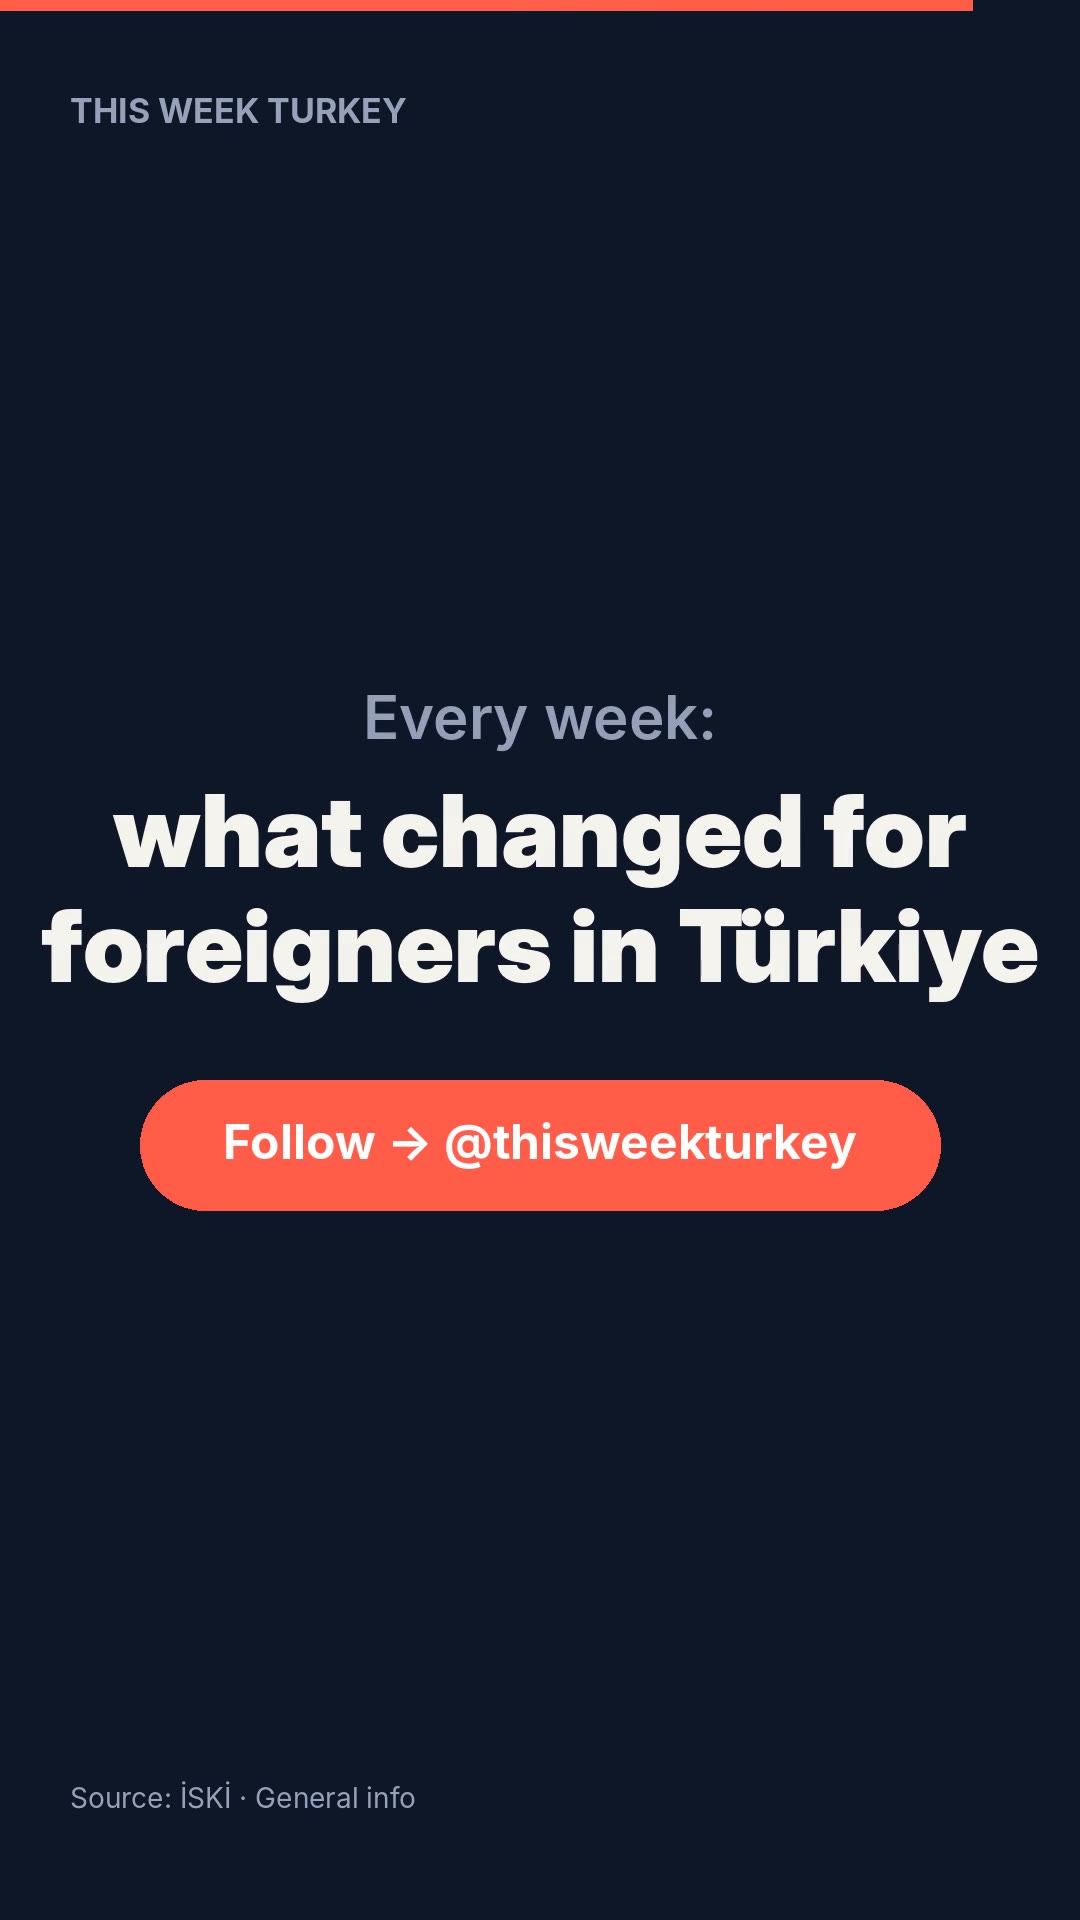 THIS WEEK TURKEY
Every week:
what changed for
foreigners in Türkiye
Follow → @thisweekturkey
Source: İSKİ · General info